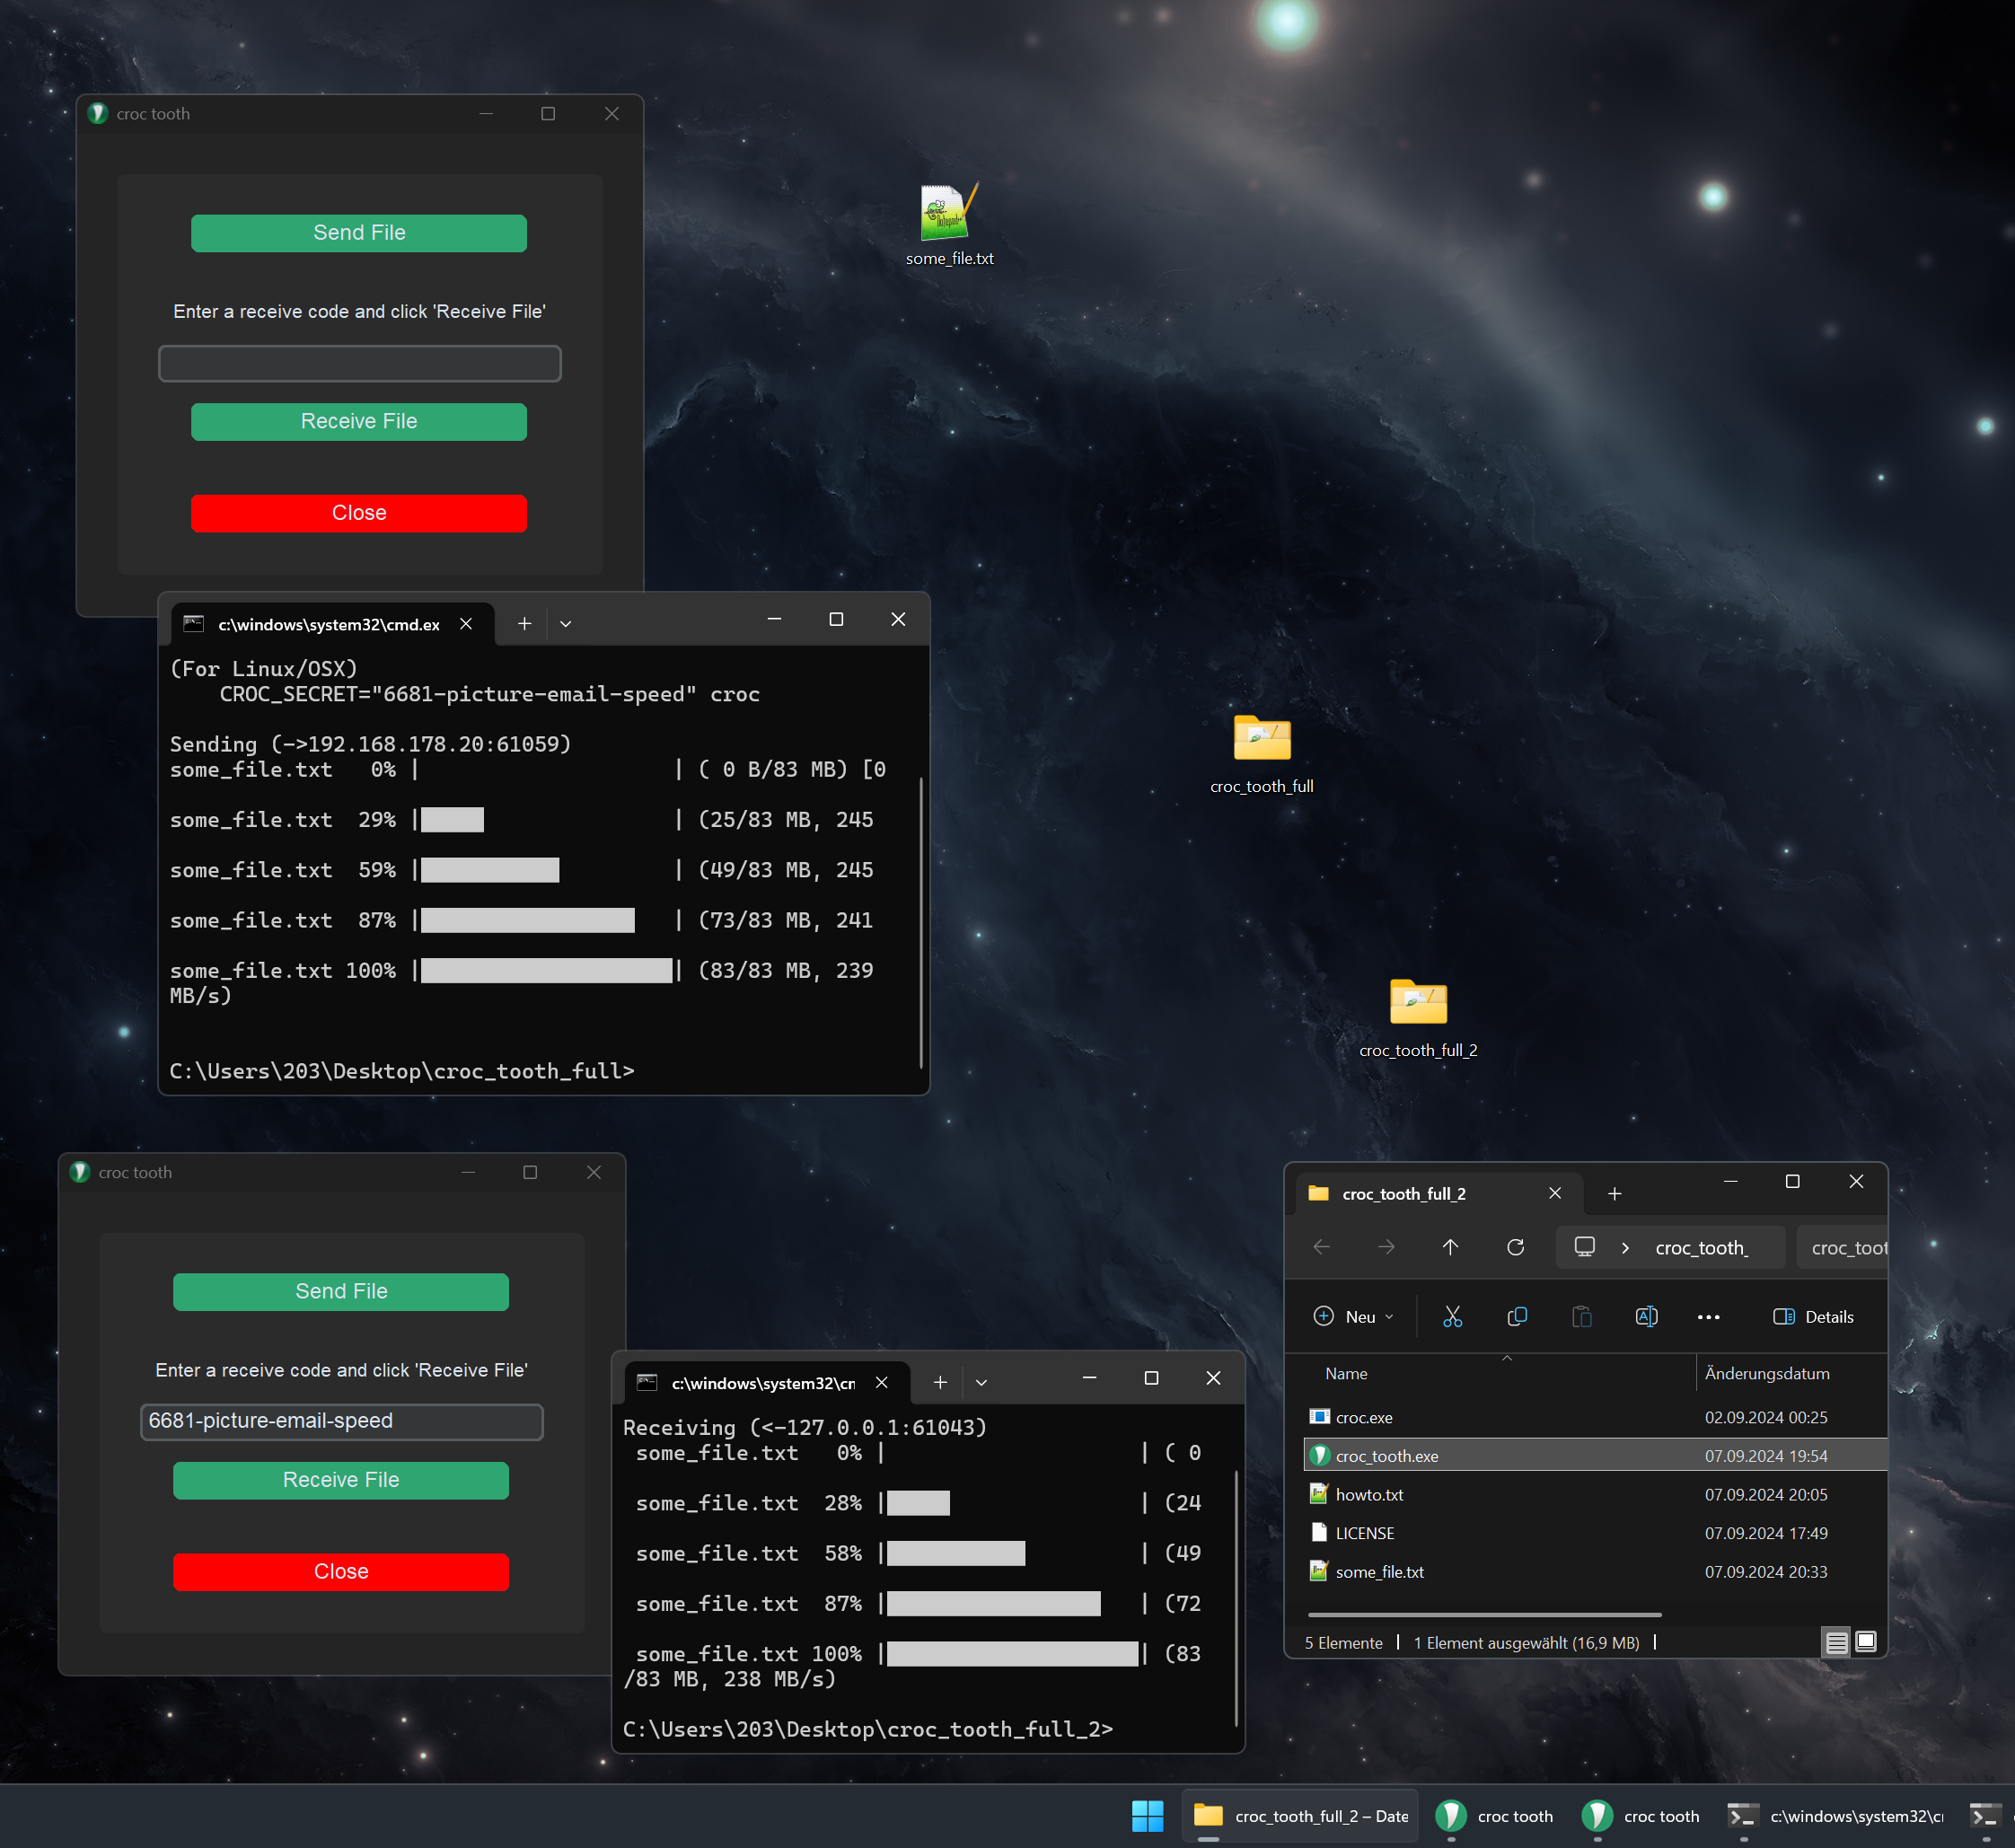 croc tooth
Send File
Enter a receive code and click 'Receive File'
Receive File
Close
some_file.txt
c:\windows\system32\cmd.ex
(For Linux/OSX)
CROC_SECRET="6681-picture-email-speed" croc
Sending (->192.168.178.20:61059)
some_file.txt 0% | | ( 0 B/83 MB) [0
some_file.txt 29% | | (25/83 MB, 245
some_file.txt 59% | | (49/83 MB, 245
some_file.txt 87% | | (73/83 MB, 241
some_file.txt 100% | | (83/83 MB, 239
MB/s)
C:\Users\203\Desktop\croc_tooth_full>
croc_tooth_full
croc_tooth_full_2
croc tooth
Send File
Enter a receive code and click 'Receive File'
6681-picture-email-speed
Receive File
Close
c:\windows\system32\cn
Receiving (<-127.0.0.1:61043)
some_file.txt 0% | | ( 0
some_file.txt 28% | | (24
some_file.txt 58% | | (49
some_file.txt 87% | | (72
some_file.txt 100% | | (83
/83 MB, 238 MB/s)
C:\Users\203\Desktop\croc_tooth_full_2>
croc_tooth_full_2
croc_tooth_ croc_toot
Neu Details
Name Änderungsdatum
croc.exe 02.09.2024 00:25
croc_tooth.exe 07.09.2024 19:54
howto.txt 07.09.2024 20:05
LICENSE 07.09.2024 17:49
some_file.txt 07.09.2024 20:33
5 Elemente | 1 Element ausgewählt (16,9 MB) |
croc_tooth_full_2 – Date croc tooth croc tooth c:\windows\system32\c